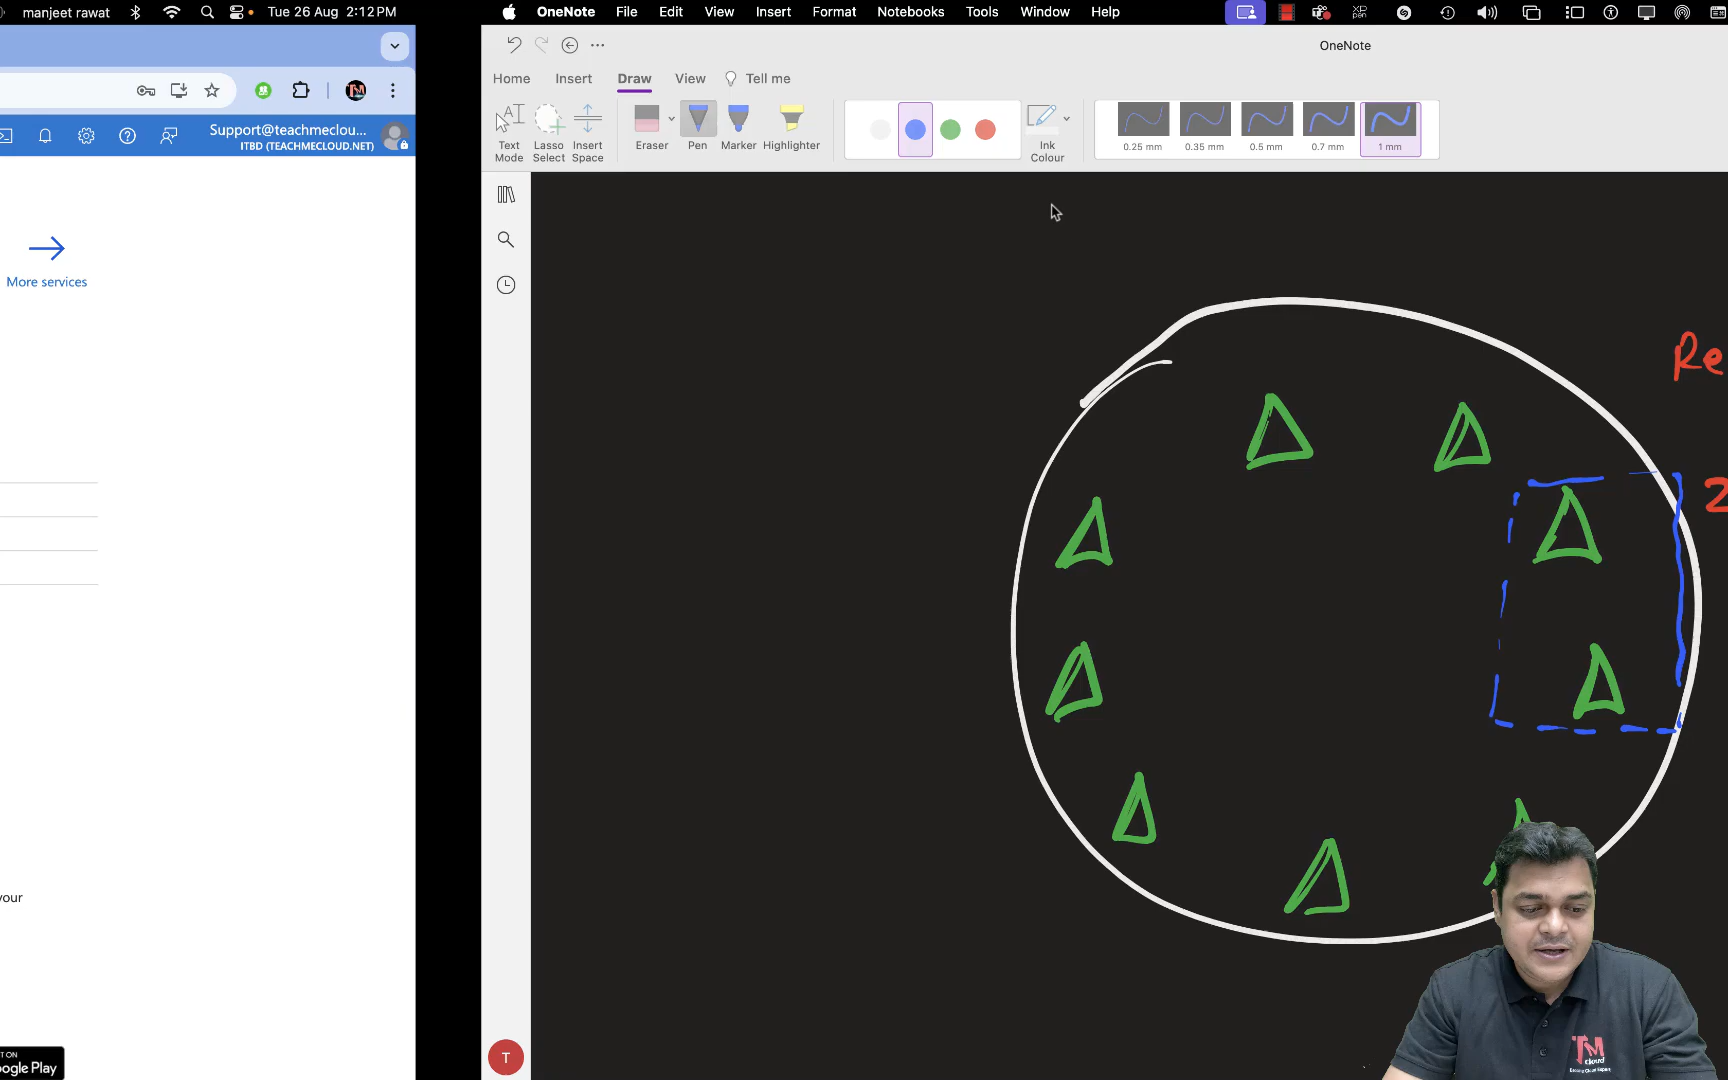 manjeet rawat
Tue 26 Aug 2:12 PM
OneNote File Edit View Insert Format Notebooks Tools Window Help
OneNote
Home Insert Draw View Tell me
Text Mode
Lasso Select
Insert Space
Eraser
Pen
Marker
Highlighter
Ink Colour
0.25 mm
0.35 mm
0.5 mm
0.7 mm
1 mm
Support@teachmeclou...
ITBD (TEACHMECLOUD.NET)
More services
Re
2
your
T ON
oogle Play
T
TM
cloud